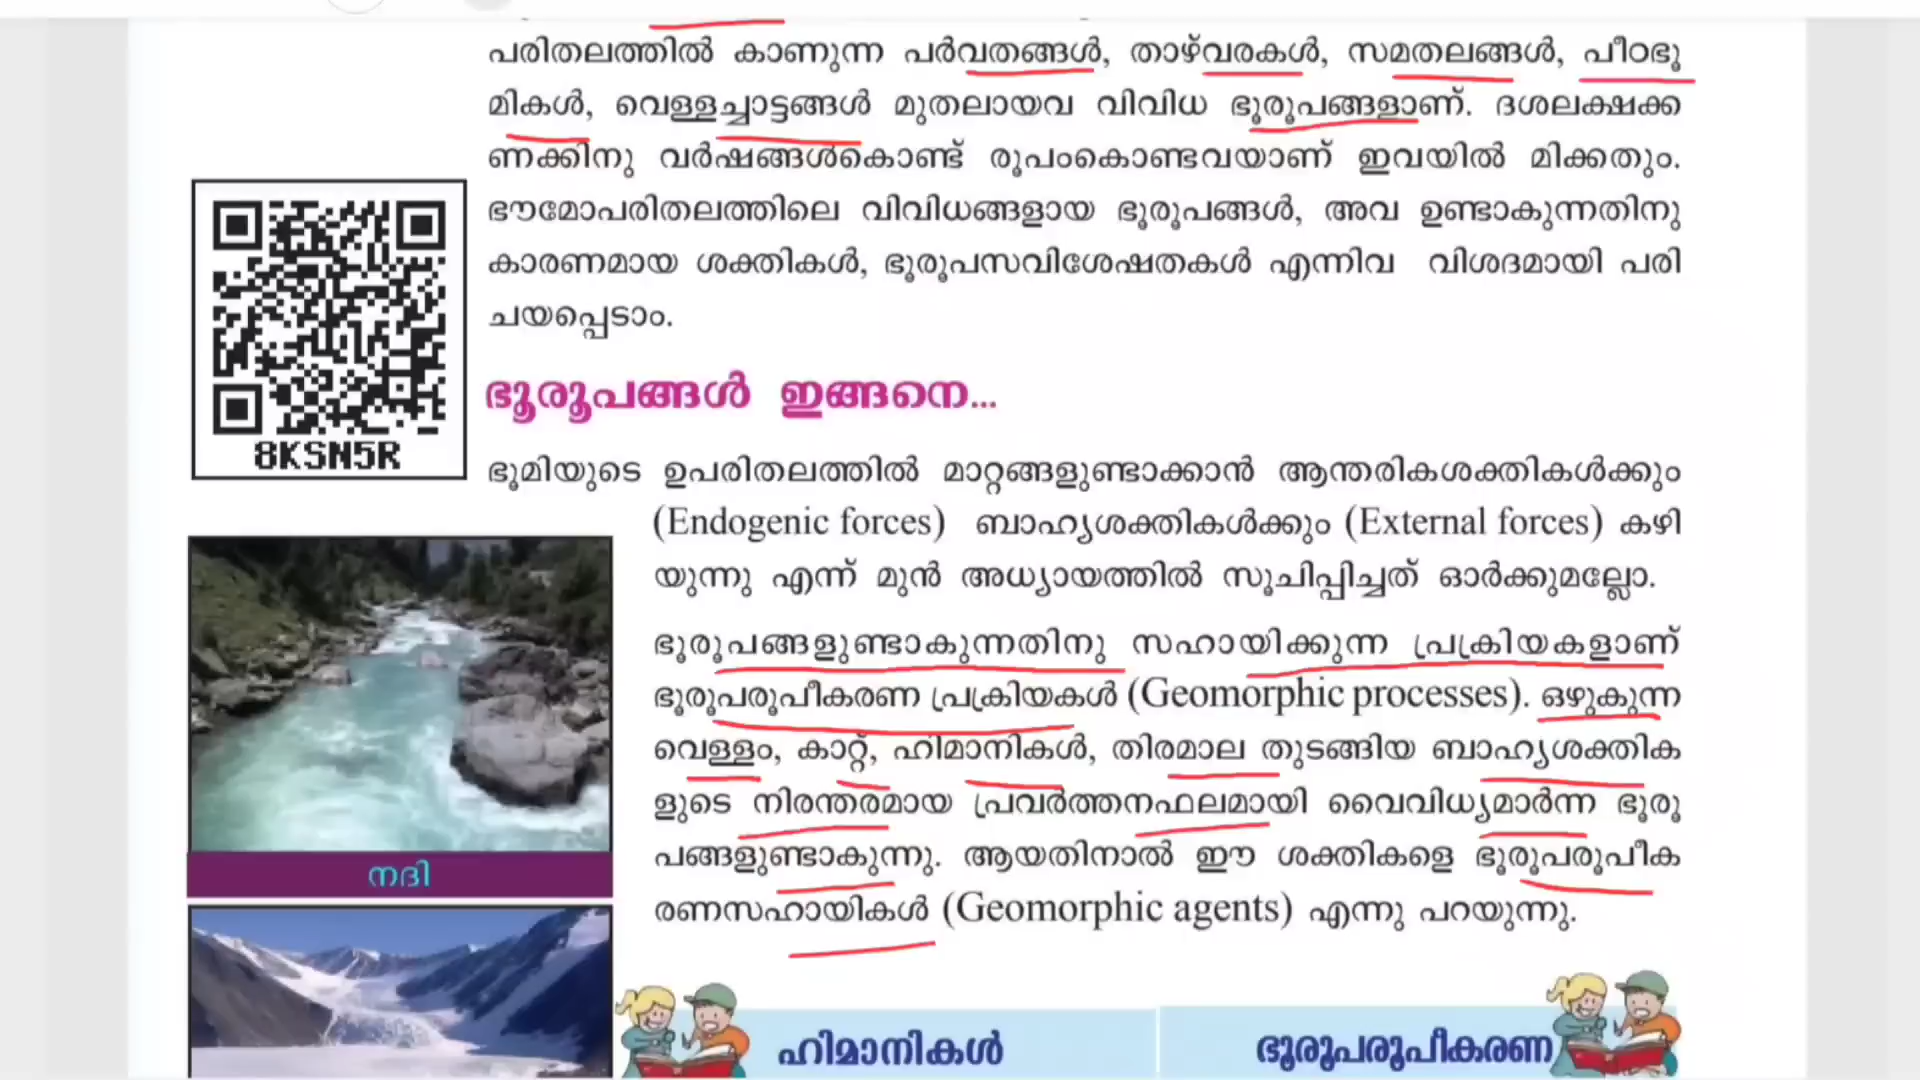 പരിതലത്തിൽ കാണുന്ന പർവതങ്ങൾ, താഴ്‌വരകൾ, സമതലങ്ങൾ, പീഠഭൂ
മികൾ, വെള്ളച്ചാട്ടങ്ങൾ മുതലായവ വിവിധ ഭൂരൂപങ്ങളാണ്. ദശലക്ഷക്ക
ണക്കിനു വർഷങ്ങൾകൊണ്ട് രൂപംകൊണ്ടവയാണ് ഇവയിൽ മിക്കതും.
ഭൗമോപരിതലത്തിലെ വിവിധങ്ങളായ ഭൂരൂപങ്ങൾ, അവ ഉണ്ടാകുന്നതിനു
കാരണമായ ശക്തികൾ, ഭൂരൂപസവിശേഷതകൾ എന്നിവ വിശദമായി പരി
ചയപ്പെടാം.
8KSN5R
ഭൂരൂപങ്ങൾ ഇങ്ങനെ...
ഭൂമിയുടെ ഉപരിതലത്തിൽ മാറ്റങ്ങളുണ്ടാക്കാൻ ആന്തരികശക്തികൾക്കും
(Endogenic forces) ബാഹ്യശക്തികൾക്കും (External forces) കഴി
യുന്നു എന്ന് മുൻ അധ്യായത്തിൽ സൂചിപ്പിച്ചത് ഓർക്കുമല്ലോ.
ഭൂരൂപങ്ങളുണ്ടാകുന്നതിനു സഹായിക്കുന്ന പ്രക്രിയകളാണ്
ഭൂരൂപരൂപീകരണ പ്രക്രിയകൾ (Geomorphic processes). ഒഴുകുന്ന
വെള്ളം, കാറ്റ്, ഹിമാനികൾ, തിരമാല തുടങ്ങിയ ബാഹ്യശക്തിക
ളുടെ നിരന്തരമായ പ്രവർത്തനഫലമായി വൈവിധ്യമാർന്ന ഭൂരൂ
പങ്ങളുണ്ടാകുന്നു. ആയതിനാൽ ഈ ശക്തികളെ ഭൂരൂപരൂപീക
രണസഹായികൾ (Geomorphic agents) എന്നു പറയുന്നു.
നദി
ഹിമാനികൾ
ഭൂരൂപരൂപീകരണ